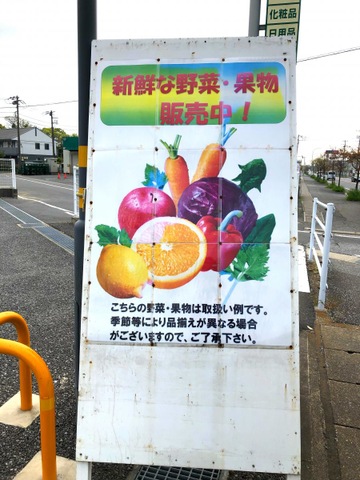 化粧品
日用品
新鮮な野菜・果物
販売中！
こちらの野菜・果物は取扱い例です。
季節等により品揃えが異なる場合
がございますので、ご了承下さい。